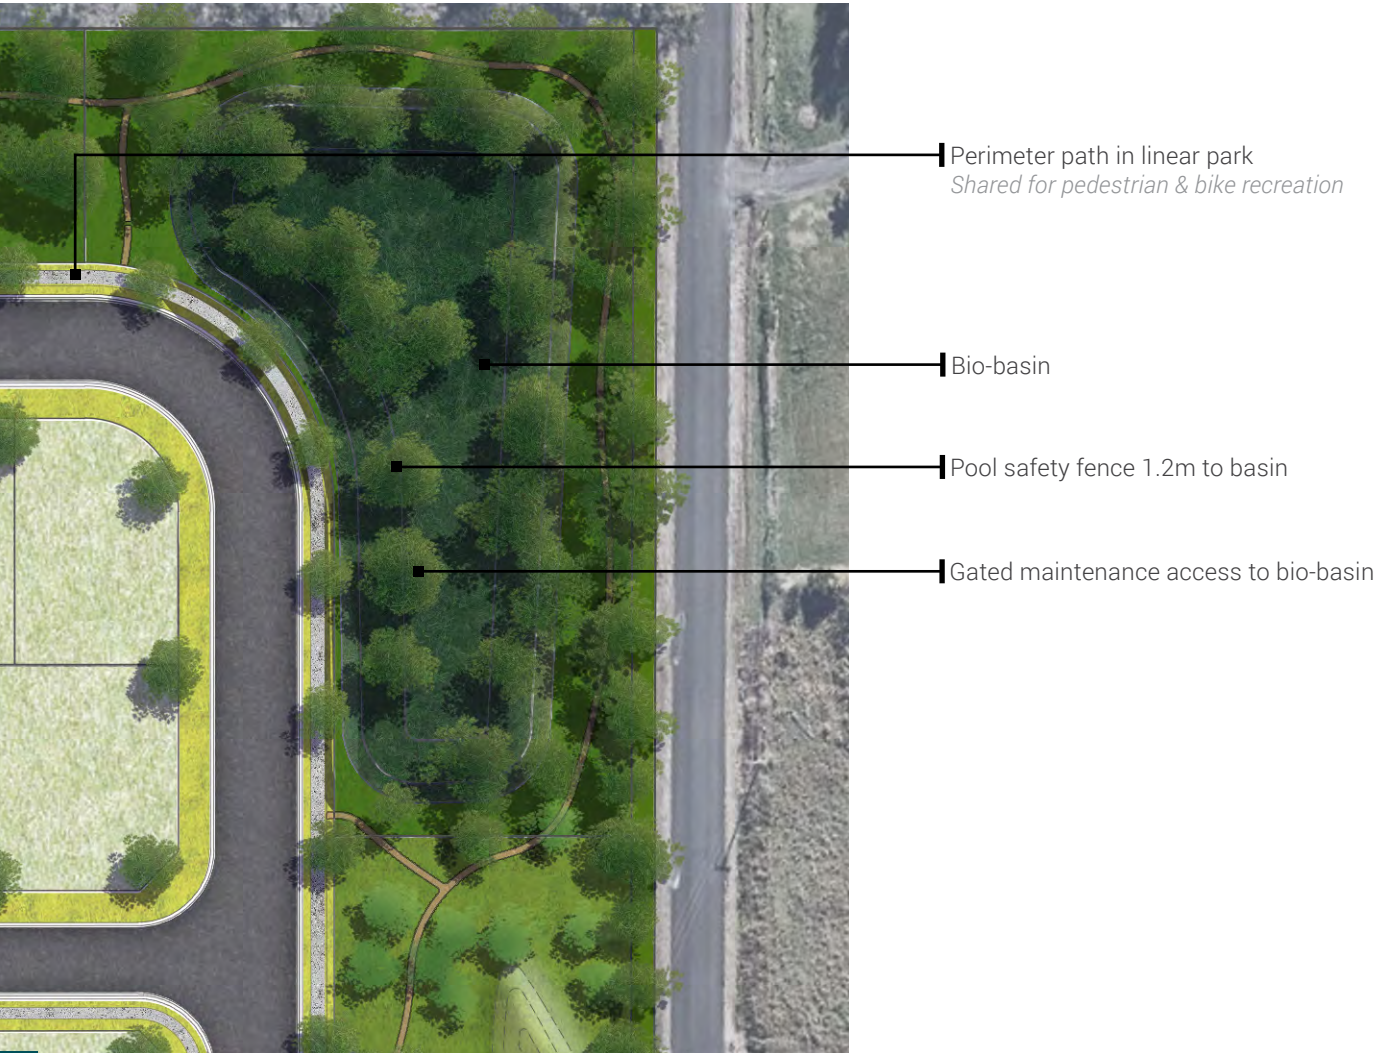 Perimeter path in linear park
Shared for pedestrian & bike recreation
Bio-basin
Pool safety fence 1.2m to basin
Gated maintenance access to bio-basin